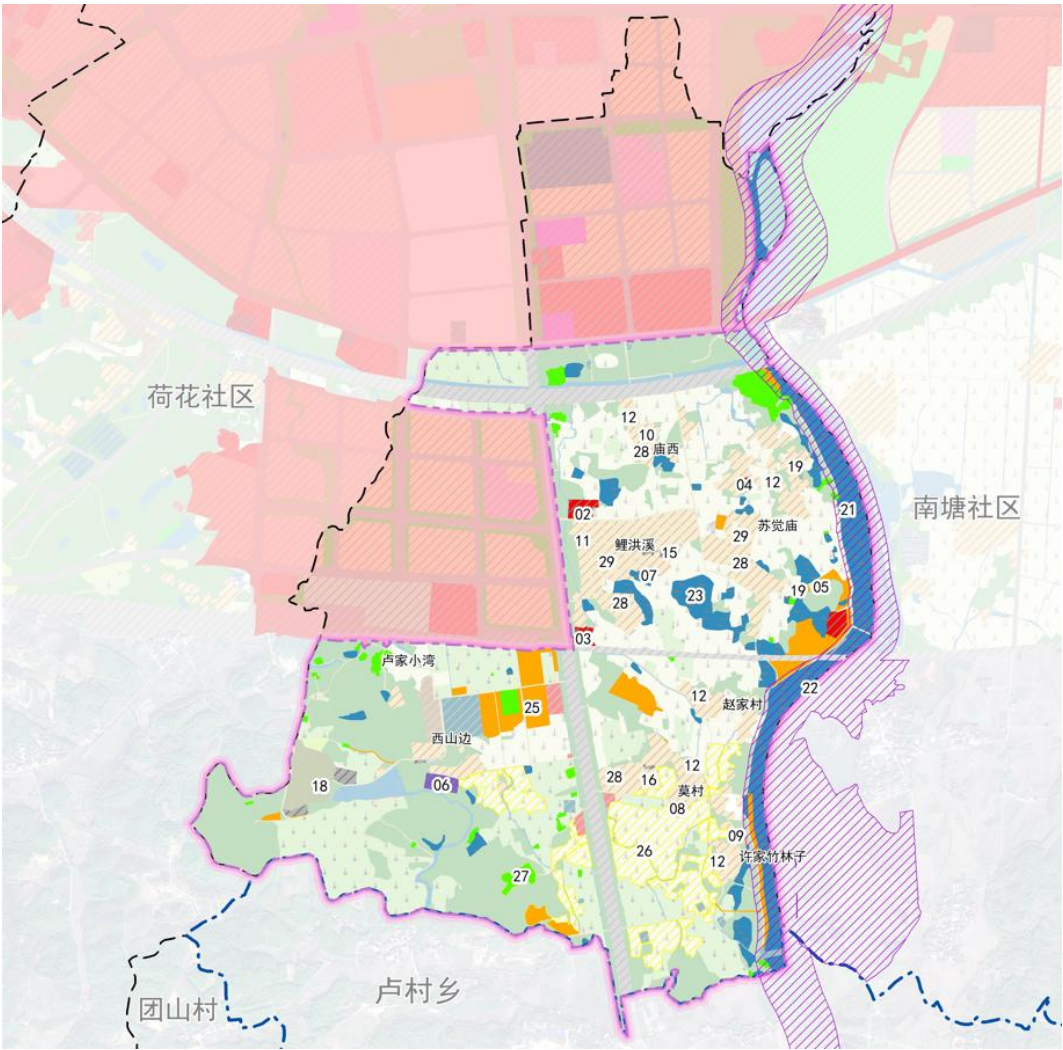 12
10
28 庙西
荷花社区
19
04 12
02
21
南塘社区
苏觉庙
29
11
鲤洪溪
15
29
28
07
19 05
23
28
03
卢家小湾
22
12
赵家村
25
西山边
12
28 16
18
06
莫村
08
09
26
12 许家竹林子
27
卢村乡
团山村